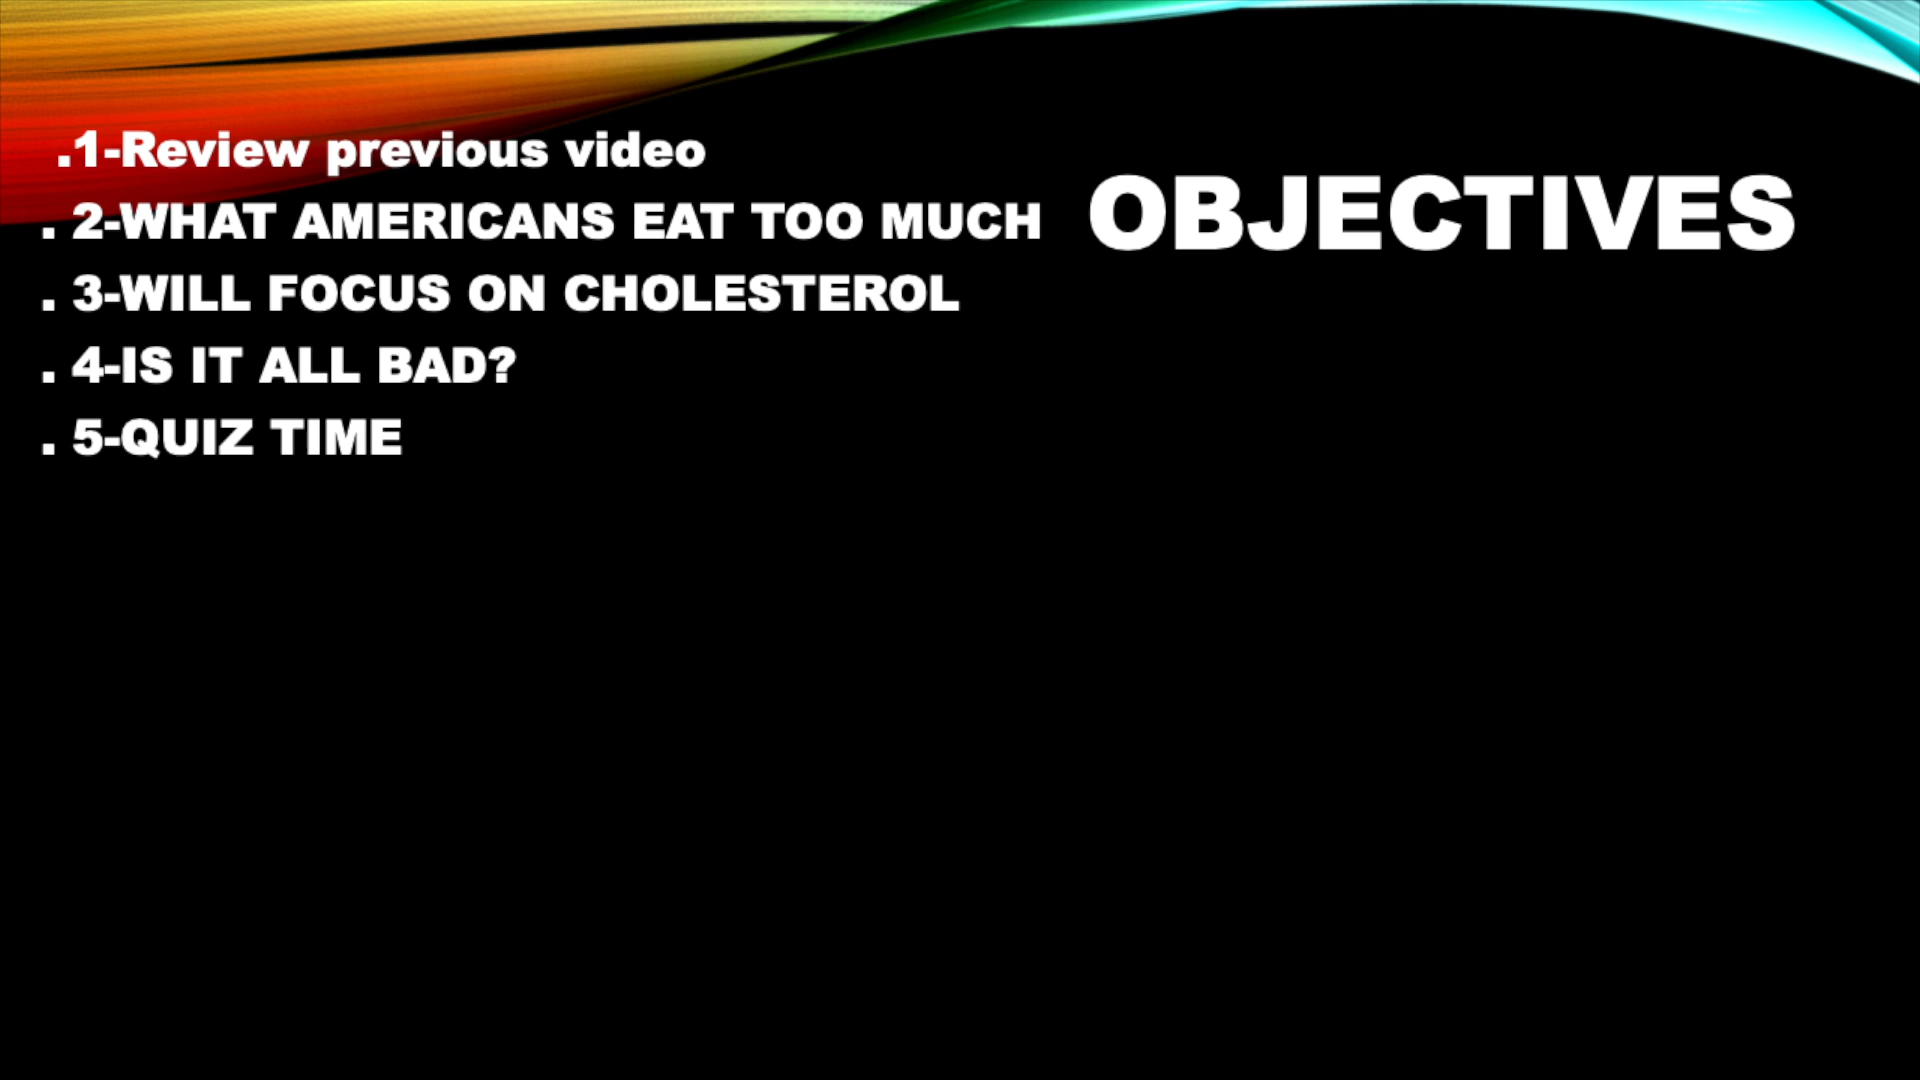 OBJECTIVES
.1-Review previous video
. 2-WHAT AMERICANS EAT TOO MUCH
. 3-WILL FOCUS ON CHOLESTEROL
. 4-IS IT ALL BAD?
. 5-QUIZ TIME